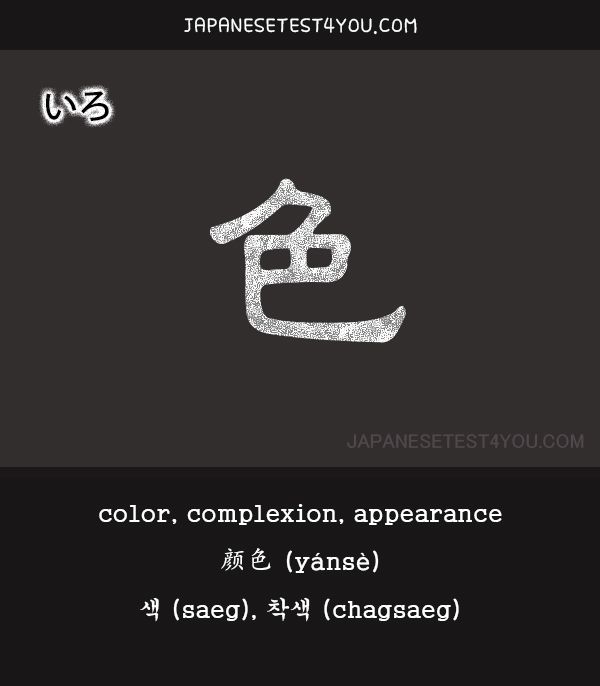 JAPANESETEST4YOU.COM
いろ
色
JAPANESETEST4YOU.COM
color, complexion, appearance
颜色 (yánsè)
색 (saeg), 착색 (chagsaeg)